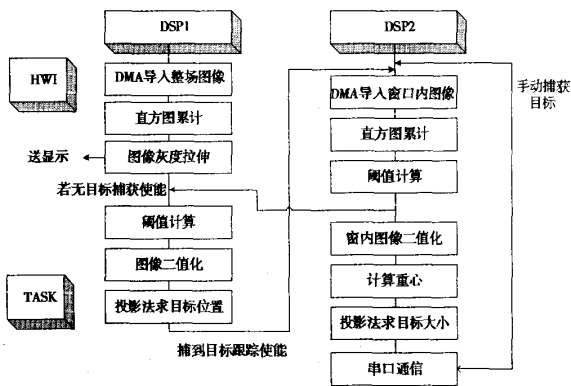 DSP1
DSP2
HWI
DMA导入整场图像
DMA导入窗口内图像
手动捕获
目标
直方图累计
直方图累计
送显示
图像灰度拉伸
阈值计算
若无目标捕获使能
阈值计算
窗内图像二值化
图像二值化
计算重心
TASK
投影法求目标位置
投影法求目标大小
捕到目标跟踪使能
串口通信